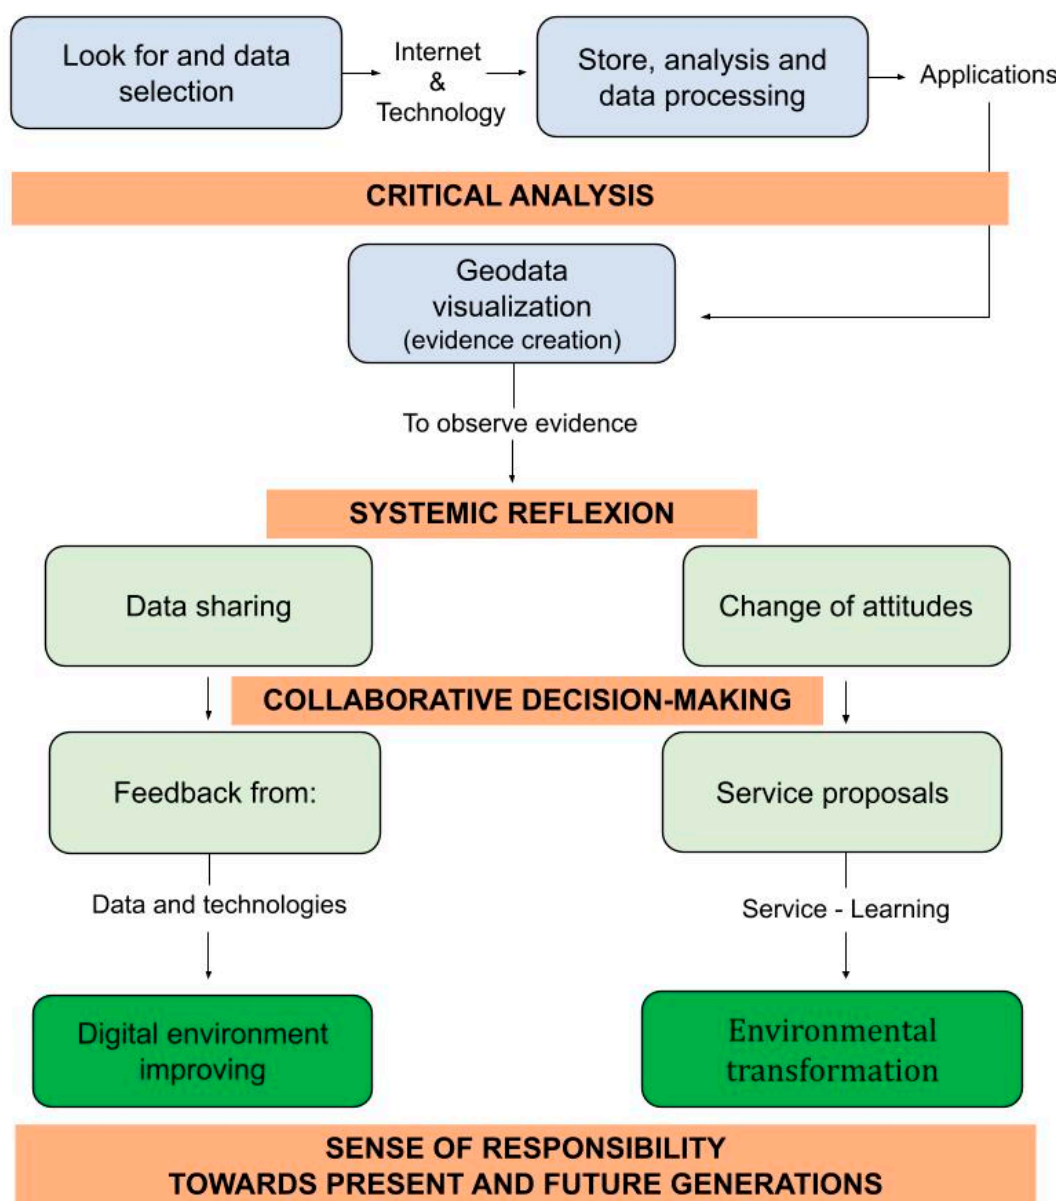 Look for and data
selection
Internet
&
Technology
Store, analysis and
data processing
Applications
CRITICAL ANALYSIS
Geodata
visualization
(evidence creation)
To observe evidence
SYSTEMIC REFLEXION
Data sharing
Change of attitudes
COLLABORATIVE DECISION-MAKING
Feedback from:
Service proposals
Data and technologies
Service - Learning
Digital environment
improving
Environmental
transformation
SENSE OF RESPONSIBILITY
TOWARDS PRESENT AND FUTURE GENERATIONS